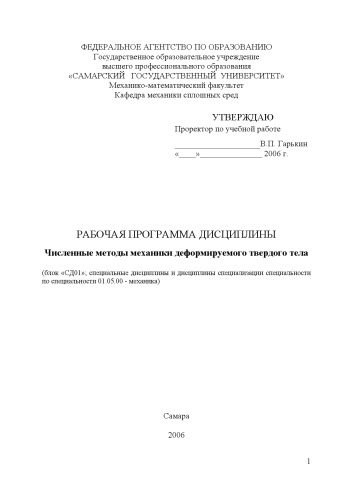 ФЕДЕРАЛЬНОЕ АГЕНТСТВО ПО ОБРАЗОВАНИЮ
Государственное образовательное учреждение
высшего профессионального образования
«САМАРСКИЙ ГОСУДАРСТВЕННЫЙ УНИВЕРСИТЕТ»
Механико-математический факультет
Кафедра механики сплошных сред
УТВЕРЖДАЮ
Проректор по учебной работе
______________________В.П. Гарькин
«____»________________ 2006 г.
РАБОЧАЯ ПРОГРАММА ДИСЦИПЛИНЫ
Численные методы механики деформируемого твердого тела
(блок «СД01», специальные дисциплины и дисциплины специализации специальности
по специальности 01.05.00 - механика)
Самара
2006
1